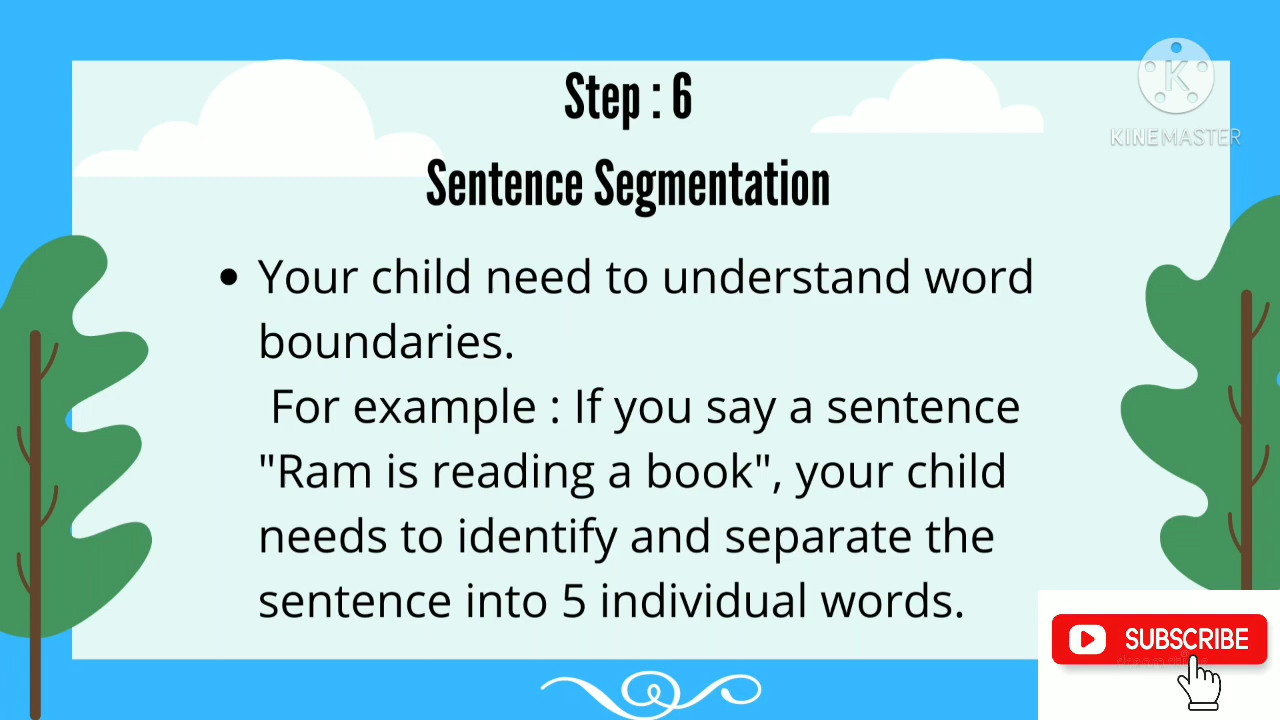 Step : 6
KINEMASTER
Sentence Segmentation
• Your child need to understand word
boundaries.
For example : If you say a sentence
"Ram is reading a book", your child
needs to identify and separate the
sentence into 5 individual words.
SUBSCRIBE